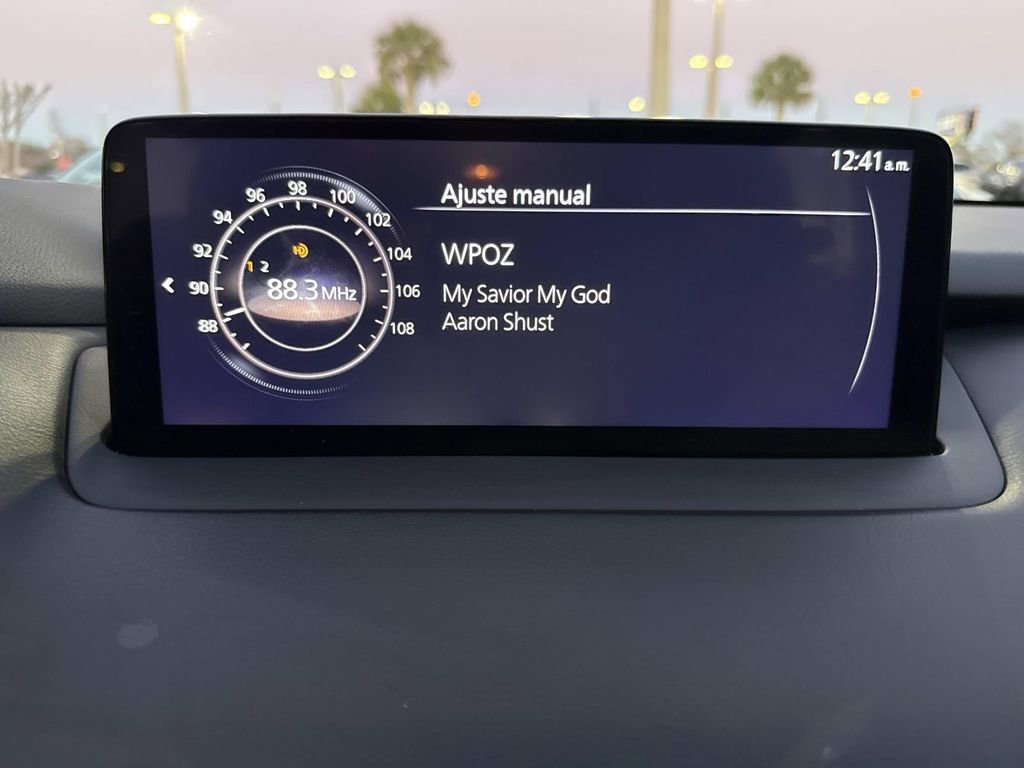 12:41 a.m.
Ajuste manual
WPOZ
My Savior My God
Aaron Shust
88
90
92
94
96
98
100
102
104
106
108
HD
1 2
88.3 MHz